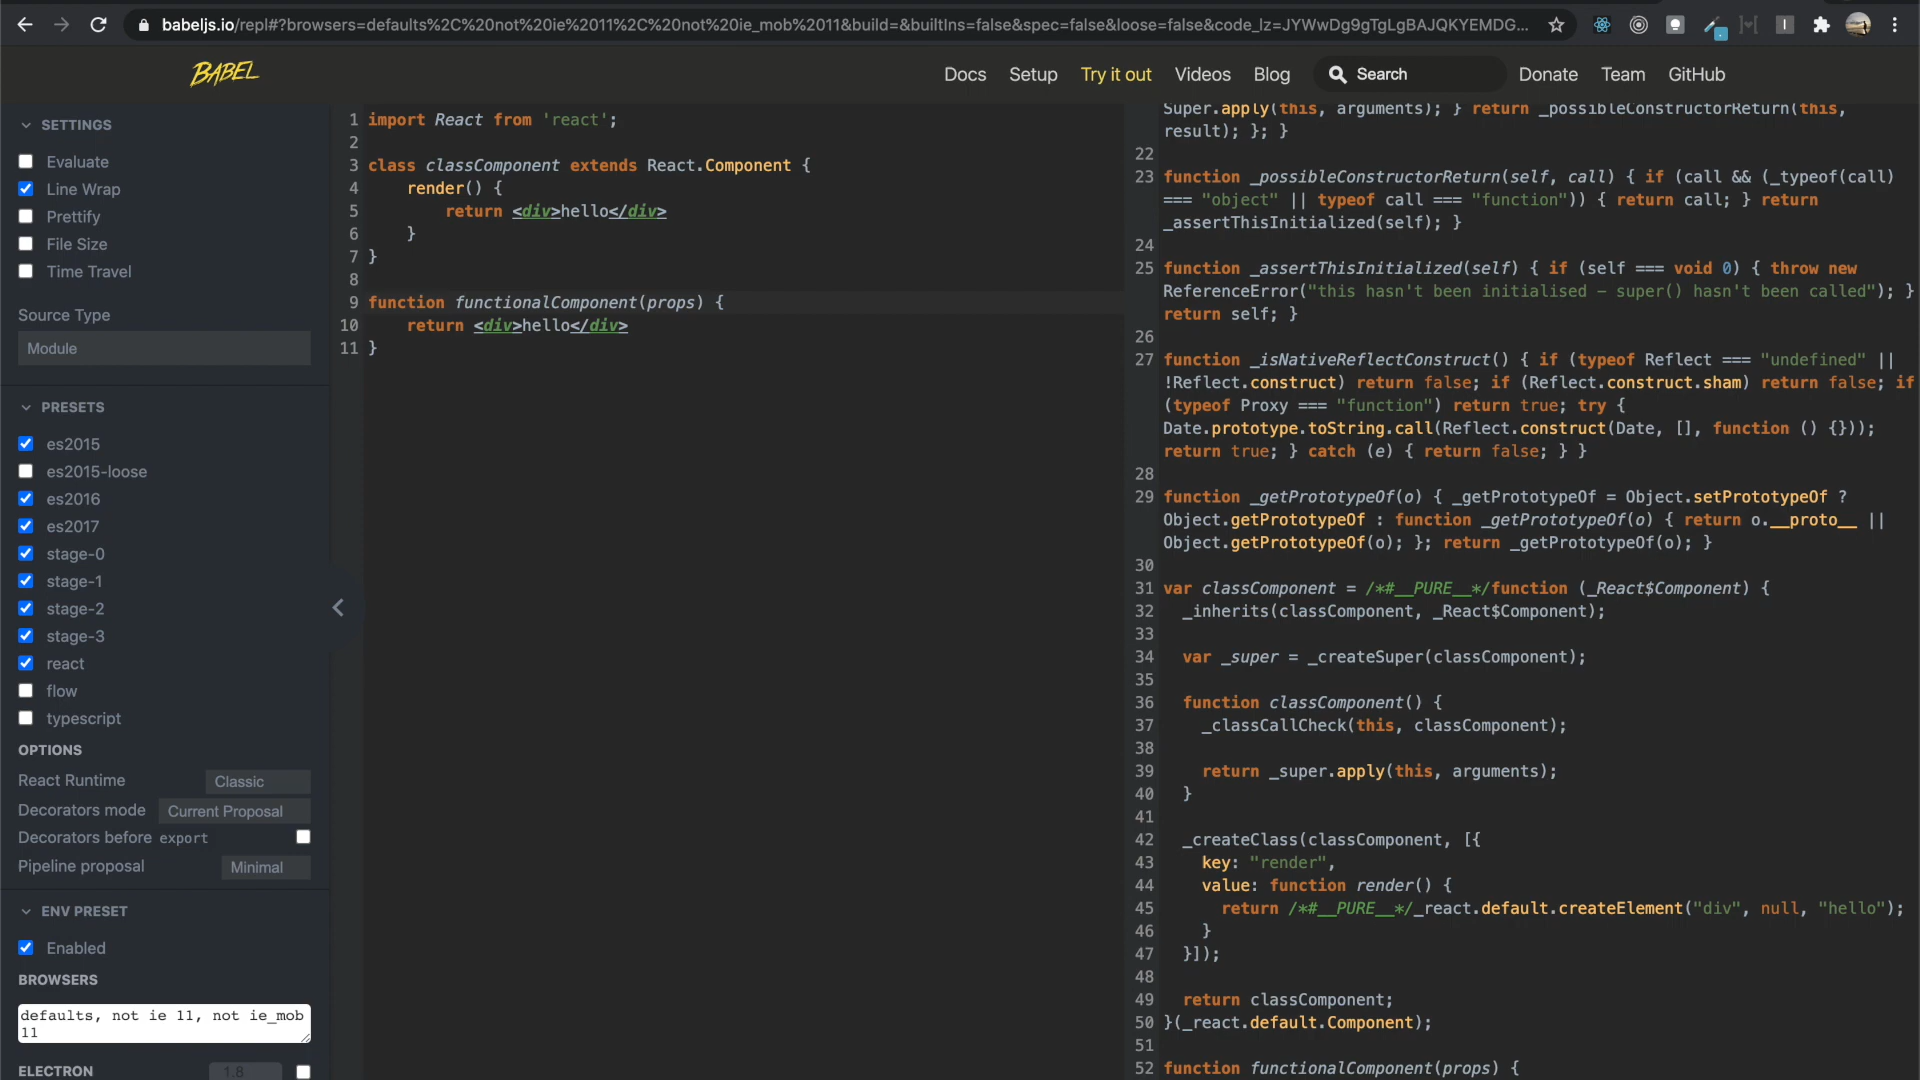 babeljs.io/repl#?browsers=defaults%2C%20not%20ie%2011%2C%20not%20ie_mob%2011&build=&builtIns=false&spec=false&loose=false&code_lz=JYWwDg9gTgLgBAJQKYEMDG...
BABEL
Docs Setup Try it out Videos Blog Search Donate Team GitHub
SETTINGS
Evaluate
Line Wrap
Prettify
File Size
Time Travel
Source Type
Module
PRESETS
es2015
es2015-loose
es2016
es2017
stage-0
stage-1
stage-2
stage-3
react
flow
typescript
OPTIONS
React Runtime Classic
Decorators mode Current Proposal
Decorators before export
Pipeline proposal Minimal
ENV PRESET
Enabled
BROWSERS
defaults, not ie 11, not ie_mob
11
ELECTRON 1.8
1 import React from 'react';
2
3 class classComponent extends React.Component {
4 render() {
5 return <div>hello</div>
6 }
7 }
8
9 function functionalComponent(props) {
10 return <div>hello</div>
11 }
Super.apply(this, arguments); } return _possibleConstructorReturn(this,
result); }; }
22
23 function _possibleConstructorReturn(self, call) { if (call && (_typeof(call)
=== "object" || typeof call === "function")) { return call; } return
_assertThisInitialized(self); }
24
25 function _assertThisInitialized(self) { if (self === void 0) { throw new
ReferenceError("this hasn't been initialised - super() hasn't been called"); }
return self; }
26
27 function _isNativeReflectConstruct() { if (typeof Reflect === "undefined" ||
!Reflect.construct) return false; if (Reflect.construct.sham) return false; if
(typeof Proxy === "function") return true; try {
Date.prototype.toString.call(Reflect.construct(Date, [], function () {}));
return true; } catch (e) { return false; } }
28
29 function _getPrototypeOf(o) { _getPrototypeOf = Object.setPrototypeOf ?
Object.getPrototypeOf : function _getPrototypeOf(o) { return o.__proto__ ||
Object.getPrototypeOf(o); }; return _getPrototypeOf(o); }
30
31 var classComponent = /*#__PURE__*/function (_React$Component) {
32 _inherits(classComponent, _React$Component);
33
34 var _super = _createSuper(classComponent);
35
36 function classComponent() {
37 _classCallCheck(this, classComponent);
38
39 return _super.apply(this, arguments);
40 }
41
42 _createClass(classComponent, [{
43 key: "render",
44 value: function render() {
45 return /*#__PURE__*/_react.default.createElement("div", null, "hello");
46 }
47 }]);
48
49 return classComponent;
50 }(_react.default.Component);
51
52 function functionalComponent(props) {